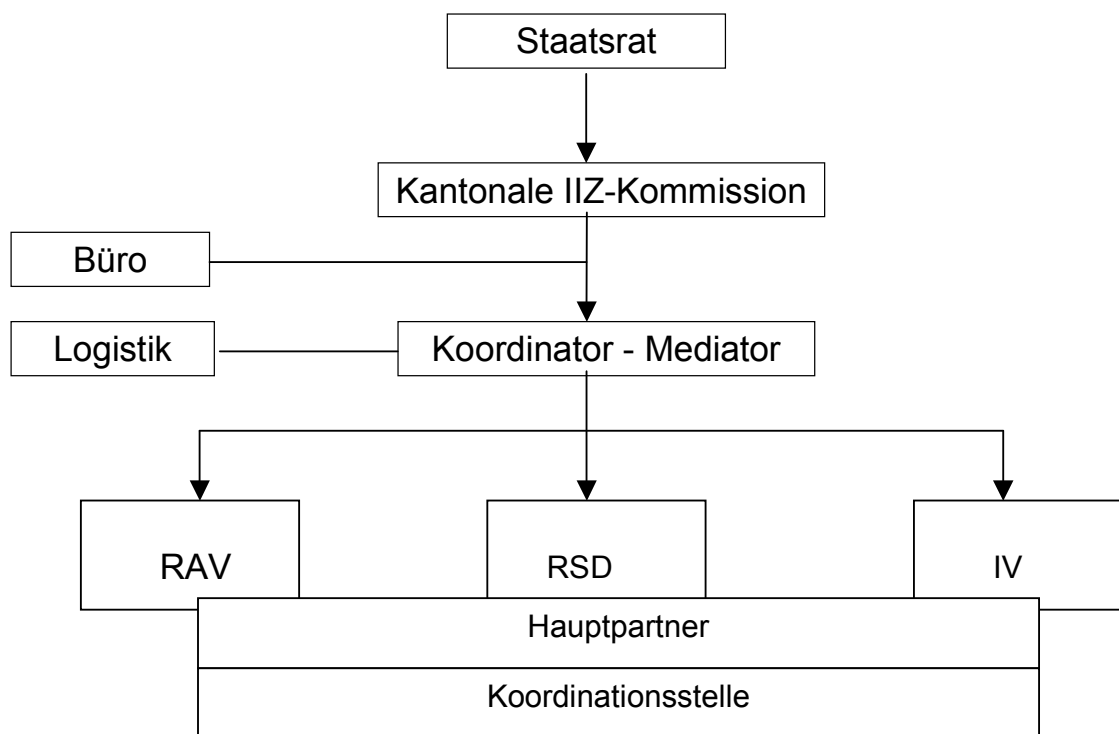 Staatsrat
Kantonale IIZ-Kommission
Büro
Logistik
Koordinator - Mediator
RAV
RSD
IV
Hauptpartner
Koordinationsstelle